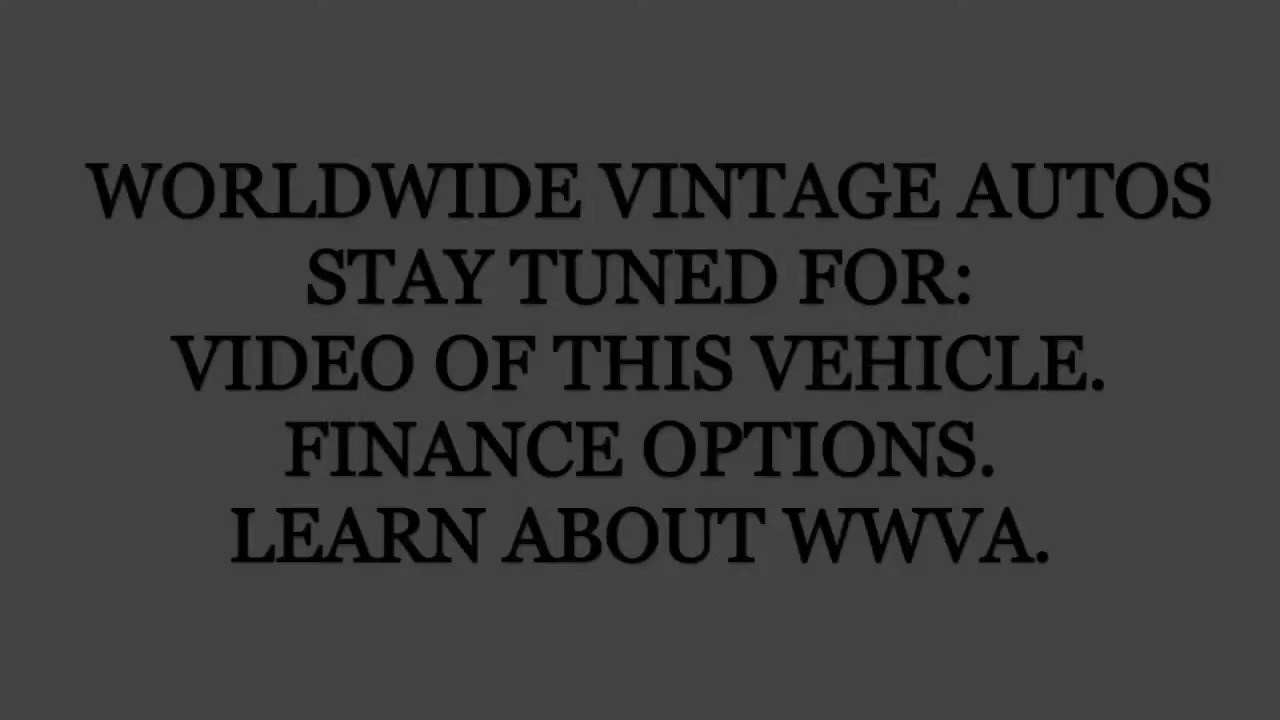 WORLDWIDE VINTAGE AUTOS
STAY TUNED FOR:
VIDEO OF THIS VEHICLE.
FINANCE OPTIONS.
LEARN ABOUT WWVA.